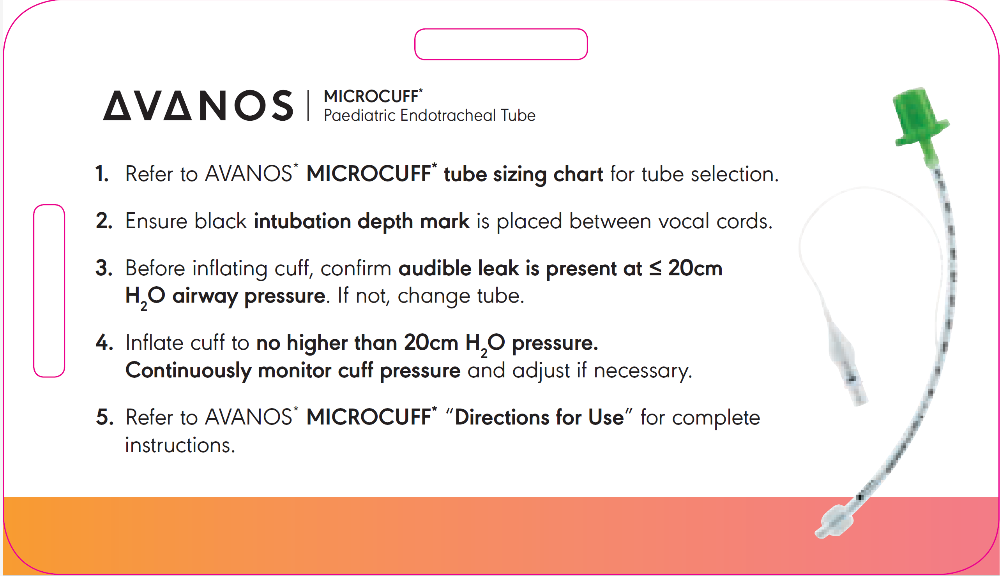 AVANOS
MICROCUFF*
Paediatric Endotracheal Tube
1. Refer to AVANOS* MICROCUFF* tube sizing chart for tube selection.
2. Ensure black intubation depth mark is placed between vocal cords.
3. Before inflating cuff, confirm audible leak is present at ≤ 20cm
H₂O airway pressure. If not, change tube.
4. Inflate cuff to no higher than 20cm H₂O pressure.
Continuously monitor cuff pressure and adjust if necessary.
5. Refer to AVANOS* MICROCUFF* “Directions for Use” for complete
instructions.